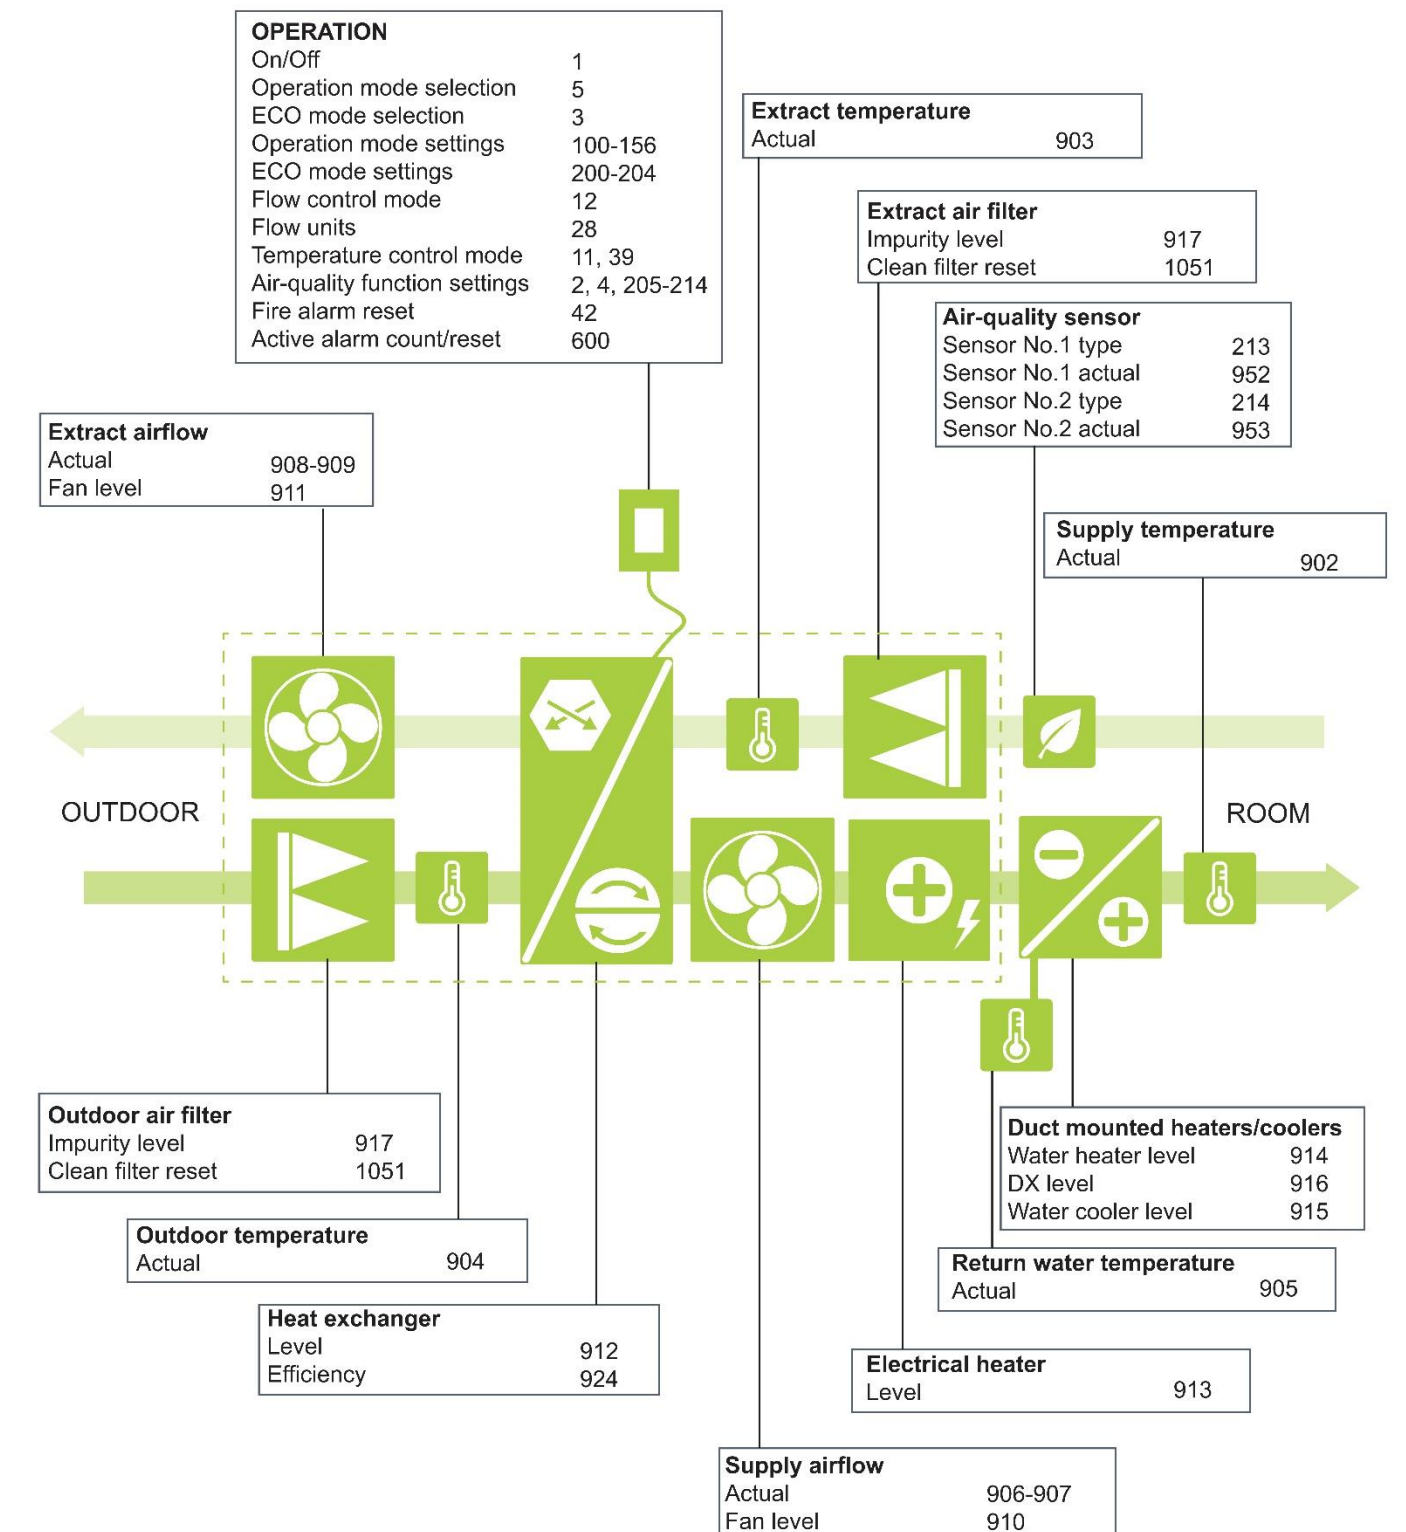 OPERATION
On/Off 1
Operation mode selection 5
ECO mode selection 3
Operation mode settings 100-156
ECO mode settings 200-204
Flow control mode 12
Flow units 28
Temperature control mode 11, 39
Air-quality function settings 2, 4, 205-214
Fire alarm reset 42
Active alarm count/reset 600
Extract temperature
Actual 903
Extract air filter
Impurity level 917
Clean filter reset 1051
Air-quality sensor
Sensor No.1 type 213
Sensor No.1 actual 952
Sensor No.2 type 214
Sensor No.2 actual 953
Extract airflow
Actual 908-909
Fan level 911
Supply temperature
Actual 902
OUTDOOR
ROOM
Outdoor air filter
Impurity level 917
Clean filter reset 1051
Duct mounted heaters/coolers
Water heater level 914
DX level 916
Water cooler level 915
Outdoor temperature
Actual 904
Return water temperature
Actual 905
Heat exchanger
Level 912
Efficiency 924
Electrical heater
Level 913
Supply airflow
Actual 906-907
Fan level 910